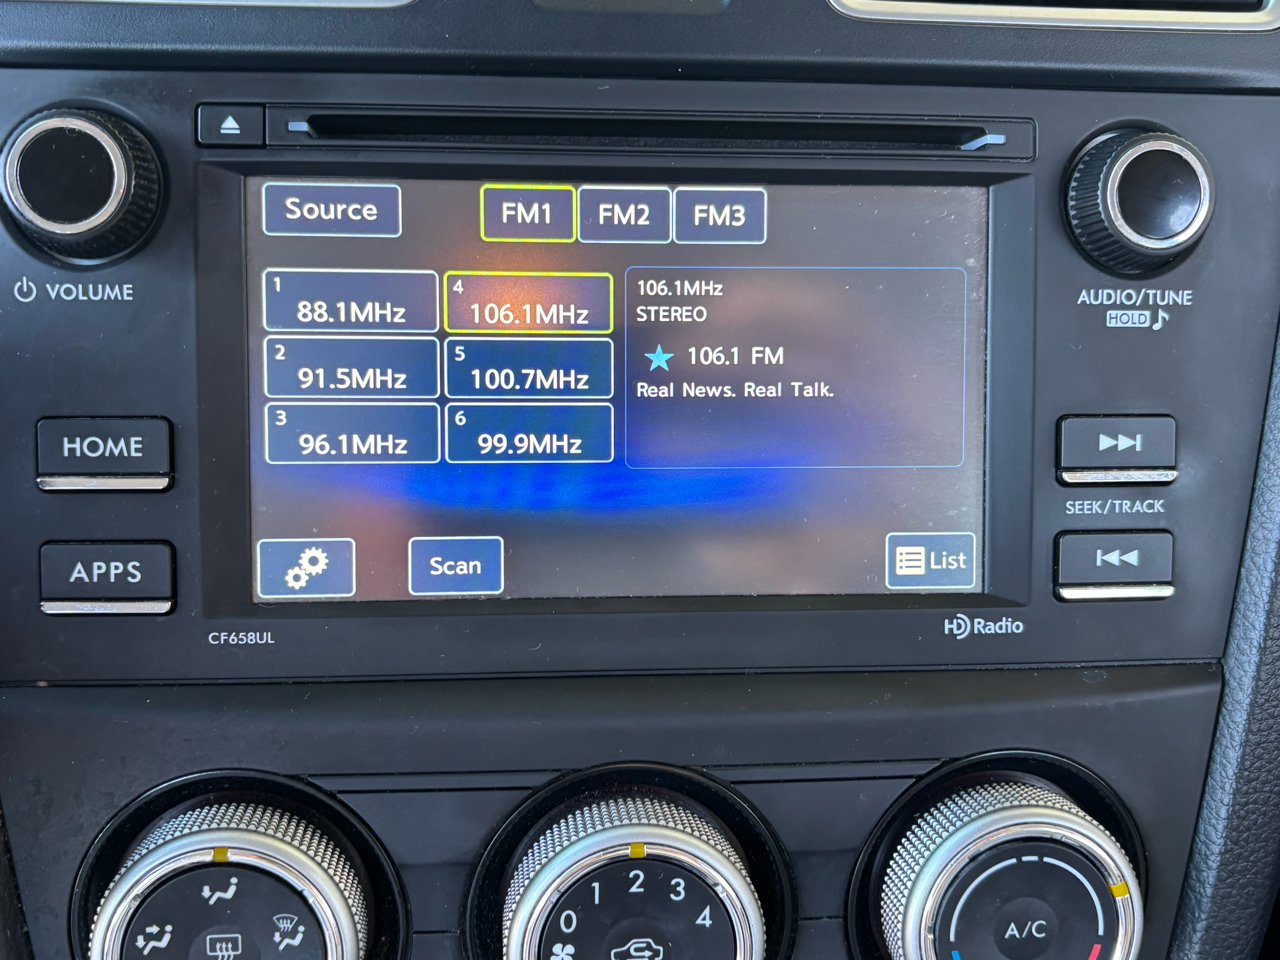 Source
FM1
FM2
FM3
1
88.1MHz
4
106.1MHz
2
91.5MHz
5
100.7MHz
3
96.1MHz
6
99.9MHz
106.1MHz
STEREO
106.1 FM
Real News. Real Talk.
Scan
List
VOLUME
HOME
APPS
AUDIO/TUNE
HOLD
SEEK/TRACK
CF658UL
HD Radio
0 1 2 3 4
A/C